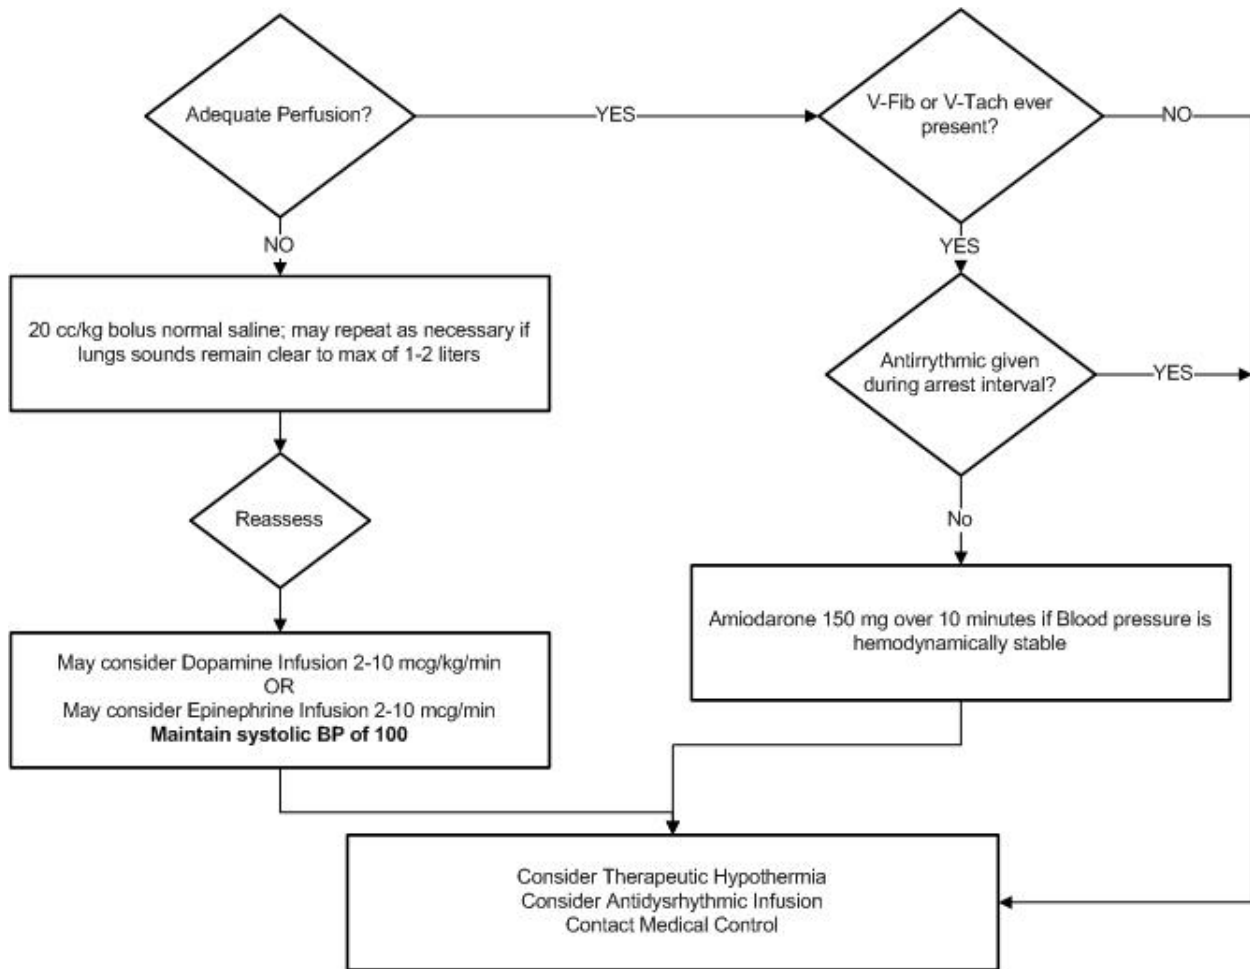 Adequate Perfusion?
YES
V-Fib or V-Tach ever
present?
NO
NO
YES
20 cc/kg bolus normal saline; may repeat as necessary if
lungs sounds remain clear to max of 1-2 liters
Antirrythmic given
during arrest interval?
YES
Reassess
No
Amiodarone 150 mg over 10 minutes if Blood pressure is
hemodynamically stable
May consider Dopamine Infusion 2-10 mcg/kg/min
OR
May consider Epinephrine Infusion 2-10 mcg/min
Maintain systolic BP of 100
Consider Therapeutic Hypothermia
Consider Antidysrhythmic Infusion
Contact Medical Control